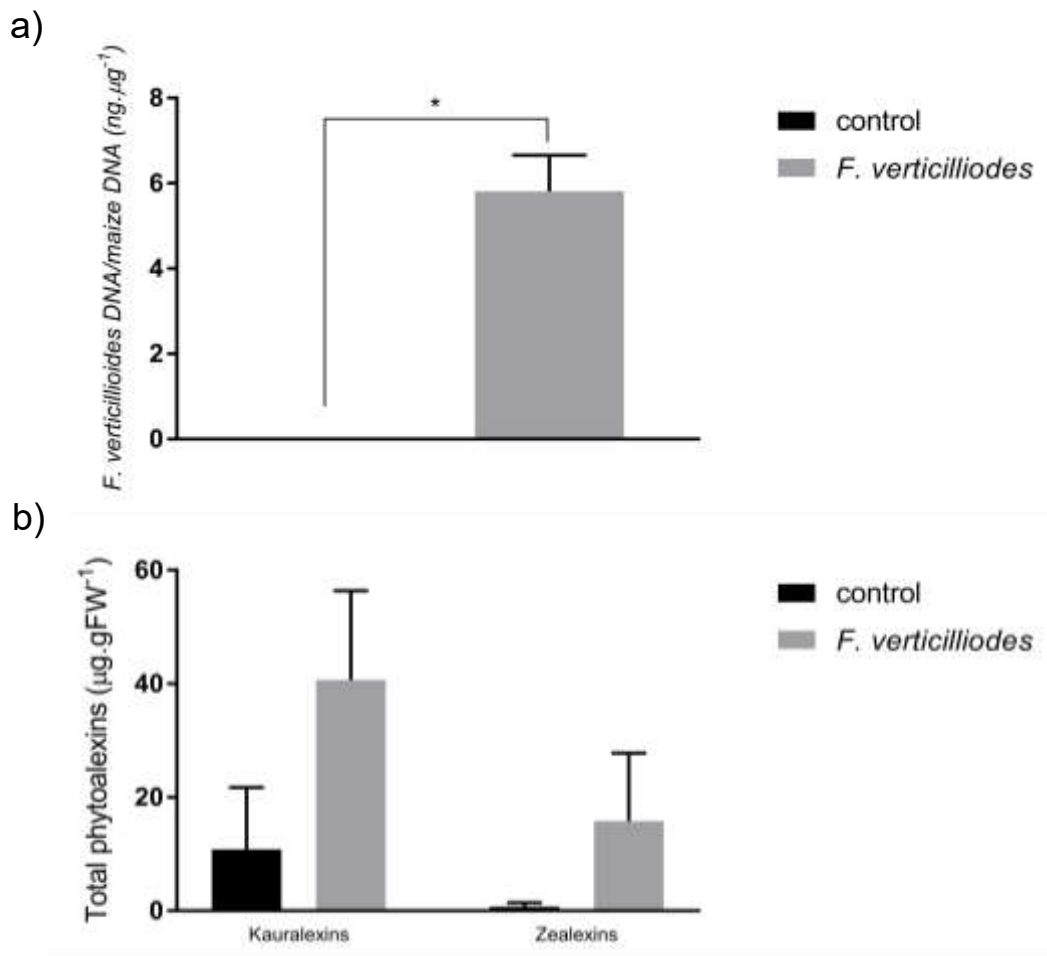 a)
F. verticillioides DNA/maize DNA (ng.µg⁻¹)
8
6
4
2
0
*
control
F. verticilliodes
b)
Total phytoalexins (µg.gFW⁻¹)
60
40
20
0
Kauralexins
Zealexins
control
F. verticilliodes